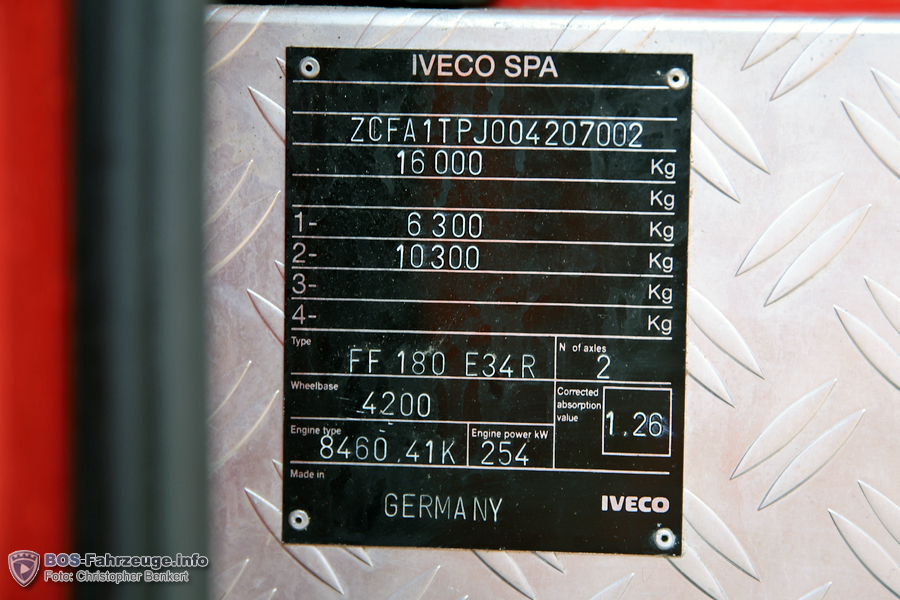 IVECO SPA
ZCFA1TPJ004207002
16 000 Kg
Kg
1- 6 300 Kg
2- 10 300 Kg
3- Kg
4- Kg
Type
FF 180 E34R
N of axles
2
Wheelbase
4200
Corrected
absorption
value
1.26
Engine type
8460.41K
Engine power kW
254
Made in
GERMANY
IVECO
BOS-Fahrzeuge.info
Foto: Christopher Benkert